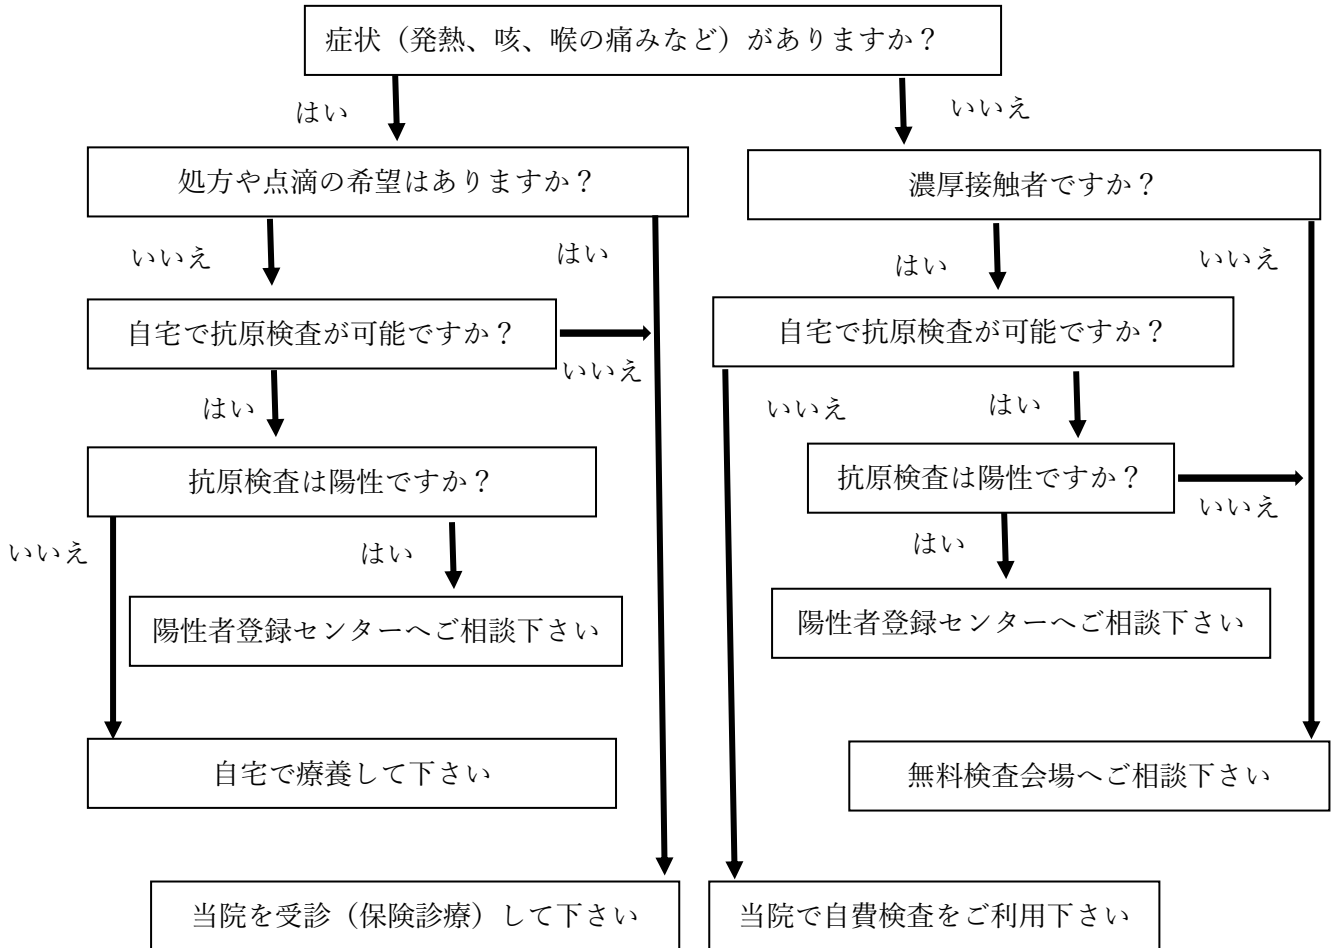 症状（発熱、咳、喉の痛みなど）がありますか？
はい
いいえ
処方や点滴の希望はありますか？
濃厚接触者ですか？
いいえ
はい
はい
いいえ
自宅で抗原検査が可能ですか？
いいえ
自宅で抗原検査が可能ですか？
はい
いいえ
はい
抗原検査は陽性ですか？
抗原検査は陽性ですか？
いいえ
いいえ
はい
はい
陽性者登録センターへご相談下さい
陽性者登録センターへご相談下さい
自宅で療養して下さい
無料検査会場へご相談下さい
当院を受診（保険診療）して下さい
当院で自費検査をご利用下さい